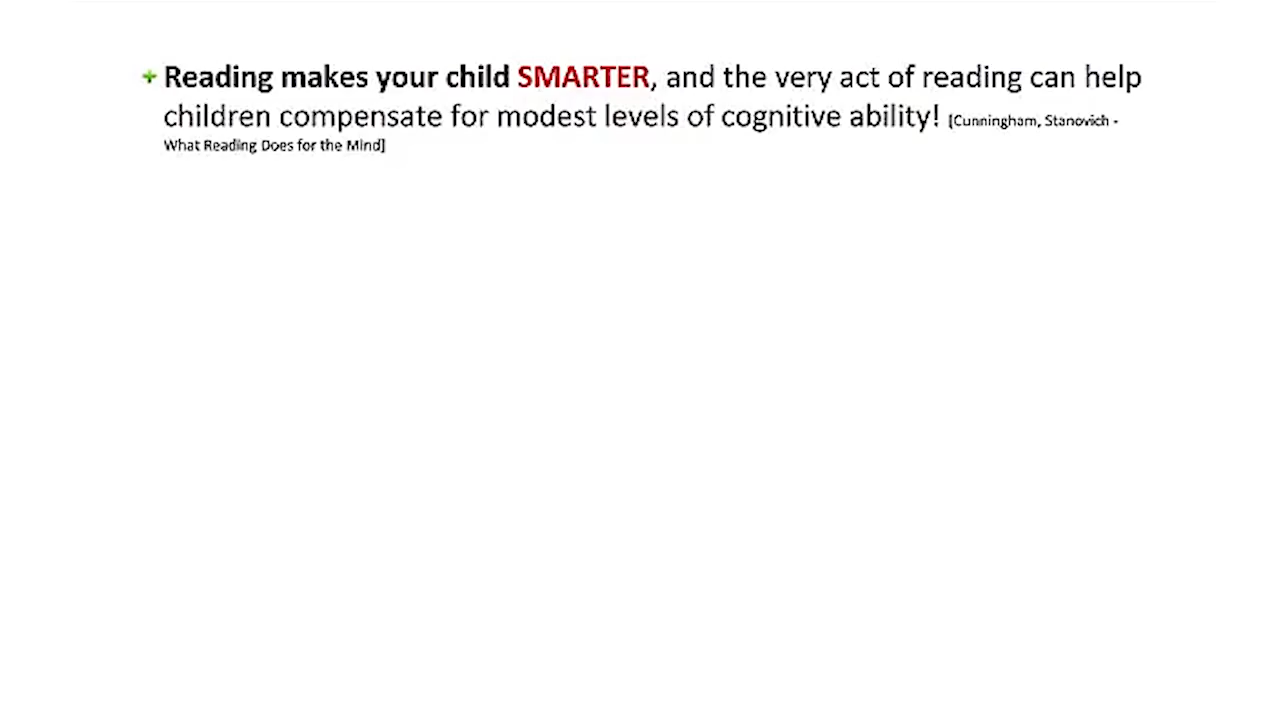 + Reading makes your child SMARTER, and the very act of reading can help
children compensate for modest levels of cognitive ability! [Cunningham, Stanovich -
What Reading Does for the Mind]